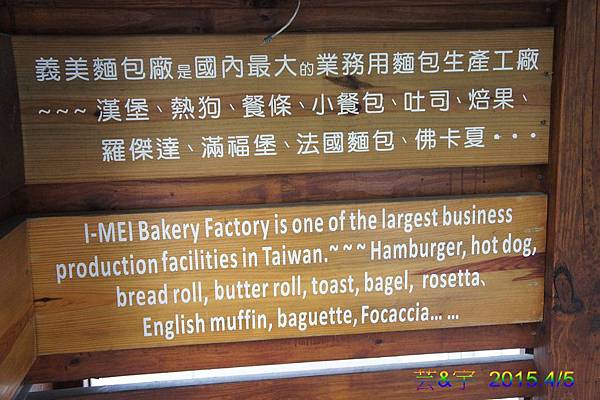 義美麵包廠是國內最大的業務用麵包生產工廠
~~~漢堡、熱狗、餐條、小餐包、吐司、焙果、
羅傑達、滿福堡、法國麵包、佛卡夏・・・
I-MEI Bakery Factory is one of the largest business
production facilities in Taiwan.~~~Hamburger, hot dog,
bread roll, butter roll, toast, bagel, rosetta、
English muffin, baguette, Focaccia... ...
芸&宇 2015.4/5